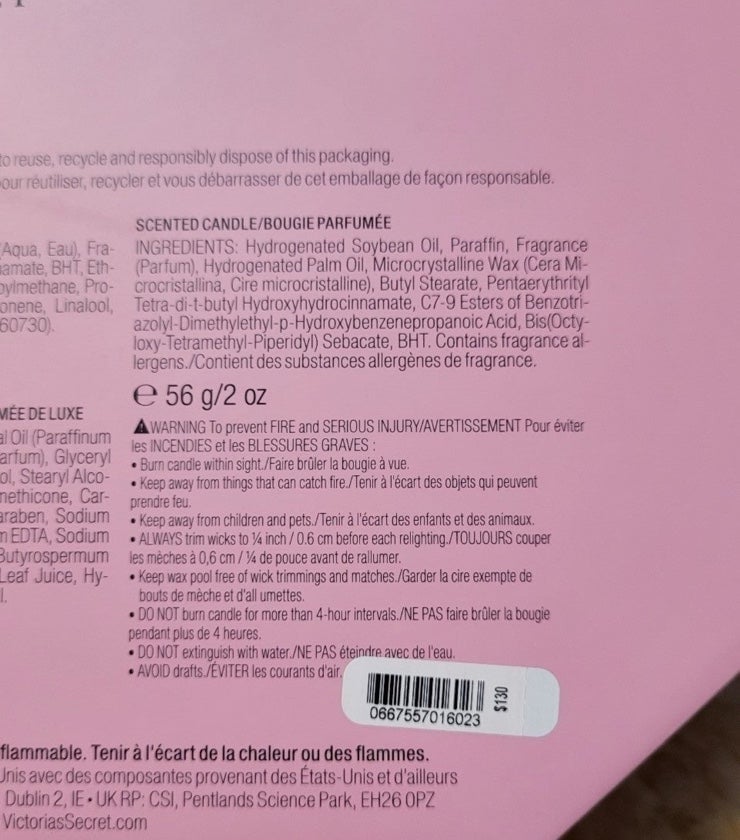 to reuse, recycle and responsibly dispose of this packaging.
our réutiliser, recycler et vous débarrasser de cet emballage de façon responsable.
(Aqua, Eau), Fra-
namate, BHT, Eth-
oylmethane, Pro-
onene, Linalool,
60730).
SCENTED CANDLE/BOUGIE PARFUMÉE
INGREDIENTS: Hydrogenated Soybean Oil, Paraffin, Fragrance
(Parfum), Hydrogenated Palm Oil, Microcrystalline Wax (Cera Mi-
crocristallina, Cire microcristalline), Butyl Stearate, Pentaerythrityl
Tetra-di-t-butyl Hydroxyhydrocinnamate, C7-9 Esters of Benzotri-
azolyl-Dimethylethyl-p-Hydroxybenzenepropanoic Acid, Bis(Octy-
loxy-Tetramethyl-Piperidyl) Sebacate, BHT. Contains fragrance al-
lergens./Contient des substances allergènes de fragrance.
℮ 56 g/2 oz
MÉE DE LUXE
al Oil (Paraffinum
arfum), Glyceryl
ol, Stearyl Alco-
methicone, Car-
araben, Sodium
m EDTA, Sodium
Butyrospermum
Leaf Juice, Hy-
⚠WARNING To prevent FIRE and SERIOUS INJURY/AVERTISSEMENT Pour éviter
les INCENDIES et les BLESSURES GRAVES :
• Burn candle within sight./Faire brûler la bougie à vue.
• Keep away from things that can catch fire./Tenir à l'écart des objets qui peuvent
prendre feu.
• Keep away from children and pets./Tenir à l'écart des enfants et des animaux.
• ALWAYS trim wicks to ¼ inch / 0.6 cm before each relighting./TOUJOURS couper
les mèches à 0,6 cm / ¼ de pouce avant de rallumer.
• Keep wax pool free of wick trimmings and matches./Garder la cire exempte de
bouts de mèche et d'all umettes.
• DO NOT burn candle for more than 4-hour intervals./NE PAS faire brûler la bougie
pendant plus de 4 heures.
• DO NOT extinguish with water./NE PAS éteindre avec de l'eau.
• AVOID drafts./ÉVITER les courants d'air.
0667557016023
$130
flammable. Tenir à l'écart de la chaleur ou des flammes.
Unis avec des composantes provenant des États-Unis et d'ailleurs
Dublin 2, IE • UK RP: CSI, Pentlands Science Park, EH26 0PZ
VictoriasSecret.com